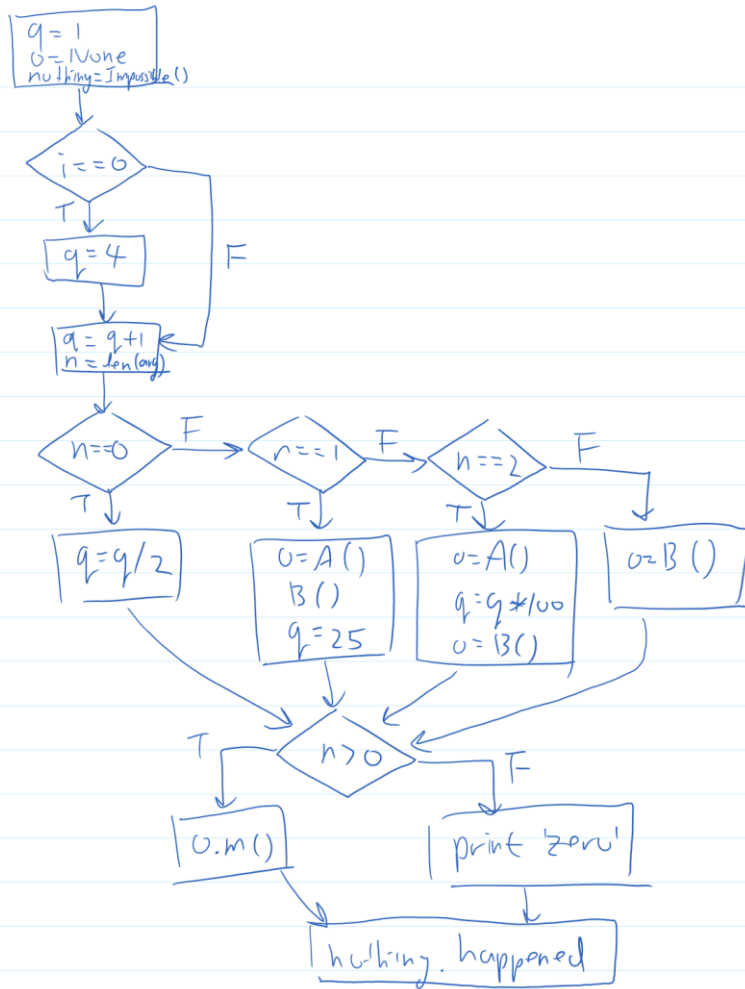 q = 1
o = None
nothing = Impossible()
i == 0
T
F
q = 4
q = q+1
n = len(arg)
n==0
F
n==1
F
n==2
F
T
T
T
q = q/2
o = A()
B()
q = 25
o = A()
q = q*100
o = B()
o = B()
n>0
T
F
o.m()
print 'zero'
nothing.happened